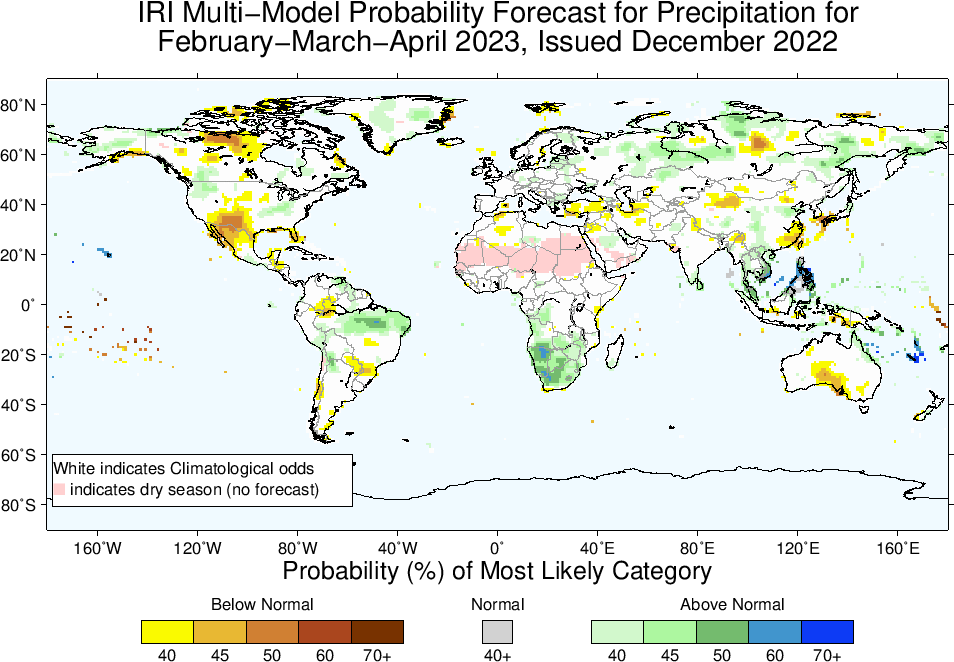 IRI Multi−Model Probability Forecast for Precipitation for
February−March−April 2023, Issued December 2022
80˚N
60˚N
40˚N
20˚N
0˚
20˚S
40˚S
60˚S
80˚S
White indicates Climatological odds
indicates dry season (no forecast)
160˚W 120˚W 80˚W 40˚W 0˚ 40˚E 80˚E 120˚E 160˚E
Probability (%) of Most Likely Category
Below Normal Normal Above Normal
40 45 50 60 70+ 40+ 40 45 50 60 70+